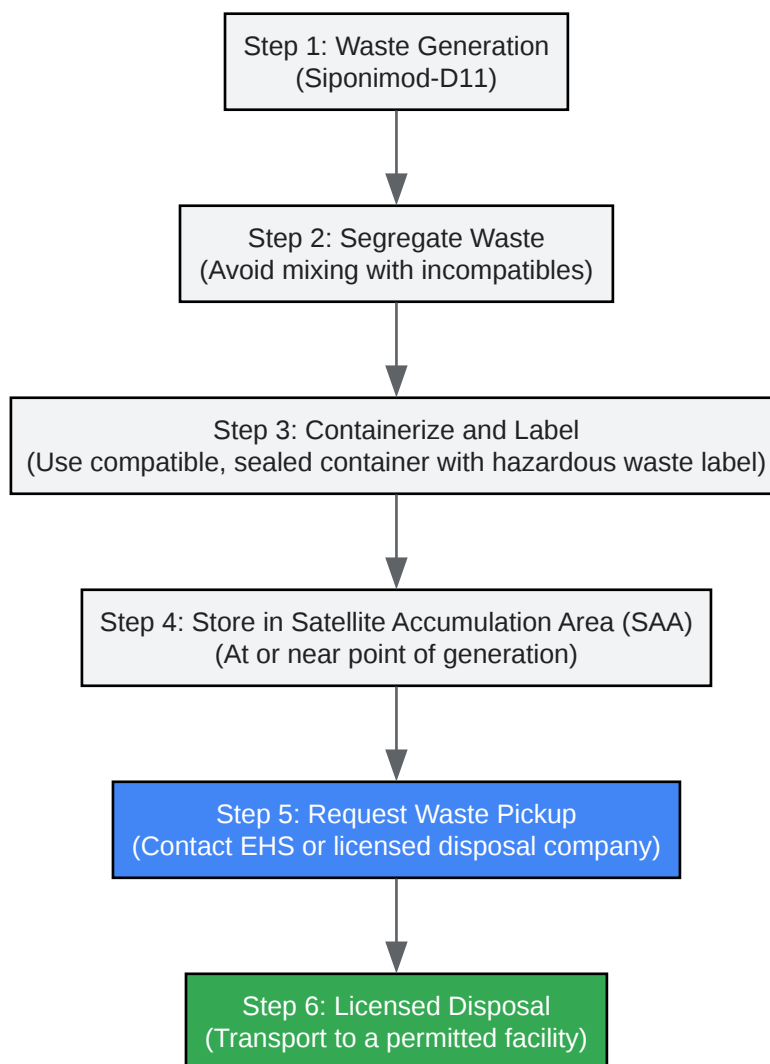 Step 1: Waste Generation
(Siponimod-D11)
Step 2: Segregate Waste
(Avoid mixing with incompatibles)
Step 3: Containerize and Label
(Use compatible, sealed container with hazardous waste label)
Step 4: Store in Satellite Accumulation Area (SAA)
(At or near point of generation)
Step 5: Request Waste Pickup
(Contact EHS or licensed disposal company)
Step 6: Licensed Disposal
(Transport to a permitted facility)